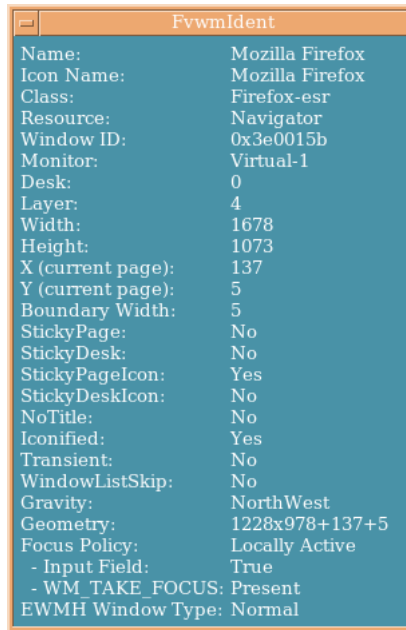 FvwmIdent
Name: Mozilla Firefox
Icon Name: Mozilla Firefox
Class: Firefox-esr
Resource: Navigator
Window ID: 0x3e0015b
Monitor: Virtual-1
Desk: 0
Layer: 4
Width: 1678
Height: 1073
X (current page): 137
Y (current page): 5
Boundary Width: 5
StickyPage: No
StickyDesk: No
StickyPageIcon: Yes
StickyDeskIcon: No
NoTitle: No
Iconified: Yes
Transient: No
WindowListSkip: No
Gravity: NorthWest
Geometry: 1228x978+137+5
Focus Policy: Locally Active
- Input Field: True
- WM_TAKE_FOCUS: Present
EWMH Window Type: Normal